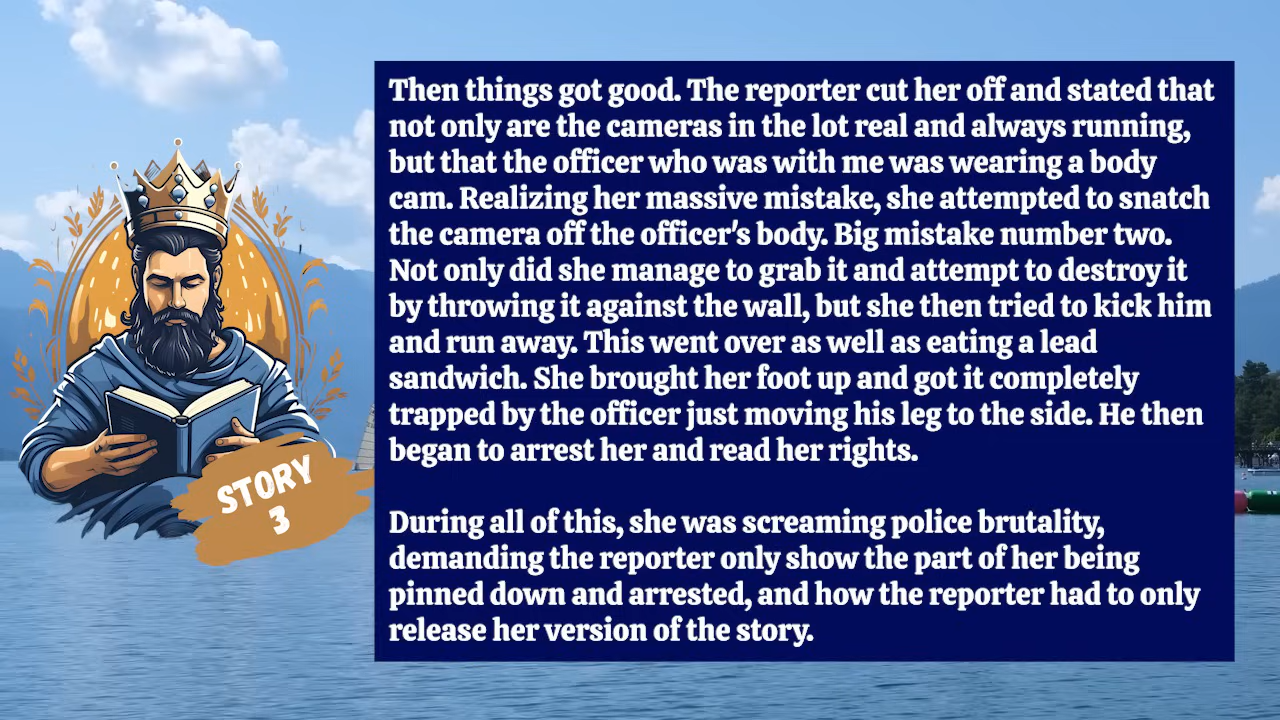 Then things got good. The reporter cut her off and stated that
not only are the cameras in the lot real and always running,
but that the officer who was with me was wearing a body
cam. Realizing her massive mistake, she attempted to snatch
the camera off the officer's body. Big mistake number two.
Not only did she manage to grab it and attempt to destroy it
by throwing it against the wall, but she then tried to kick him
and run away. This went over as well as eating a lead
sandwich. She brought her foot up and got it completely
trapped by the officer just moving his leg to the side. He then
began to arrest her and read her rights.
During all of this, she was screaming police brutality,
demanding the reporter only show the part of her being
pinned down and arrested, and how the reporter had to only
release her version of the story.
STORY
3